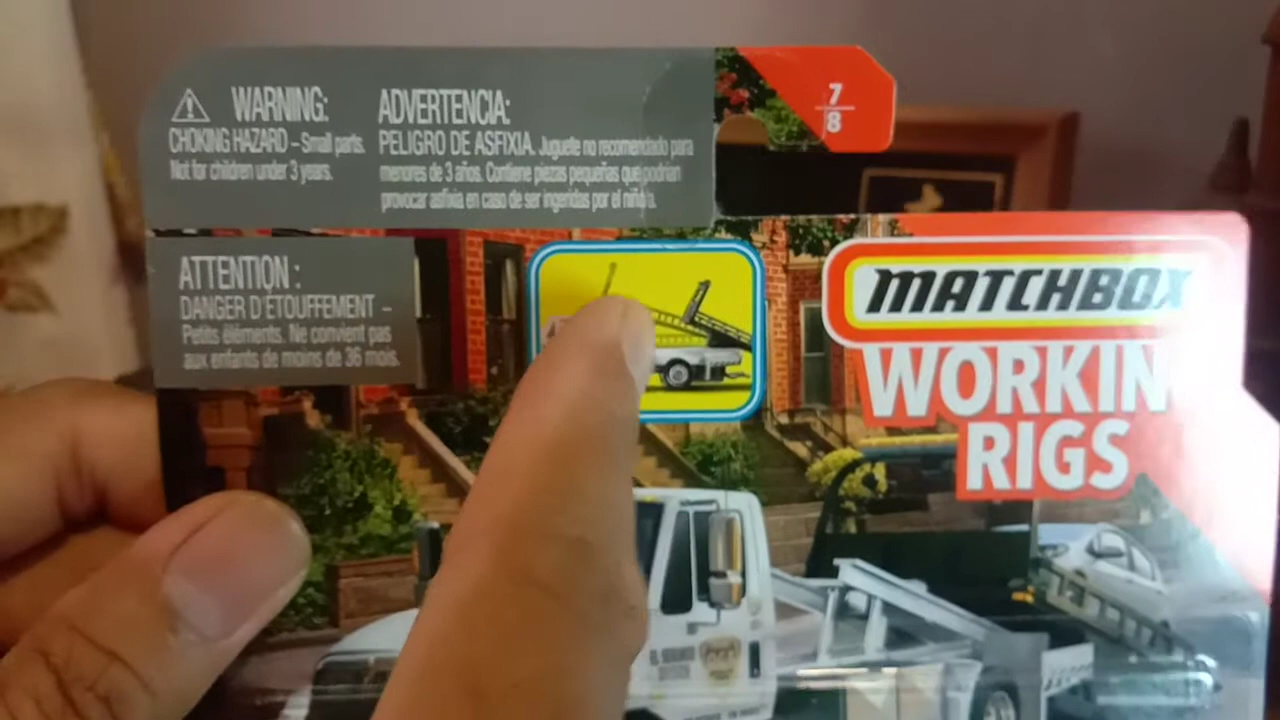 WARNING:
CHOKING HAZARD – Small parts.
Not for children under 3 years.
ADVERTENCIA:
PELIGRO DE ASFIXIA. Juguete no recomendado para
menores de 3 años. Contiene piezas pequeñas que podrían
provocar asfixia en caso de ser ingeridas por el niño/a.
7
8
ATTENTION :
DANGER D'ÉTOUFFEMENT –
Petits éléments. Ne convient pas
aux enfants de moins de 36 mois.
MATCHBOX
WORKIN
RIGS